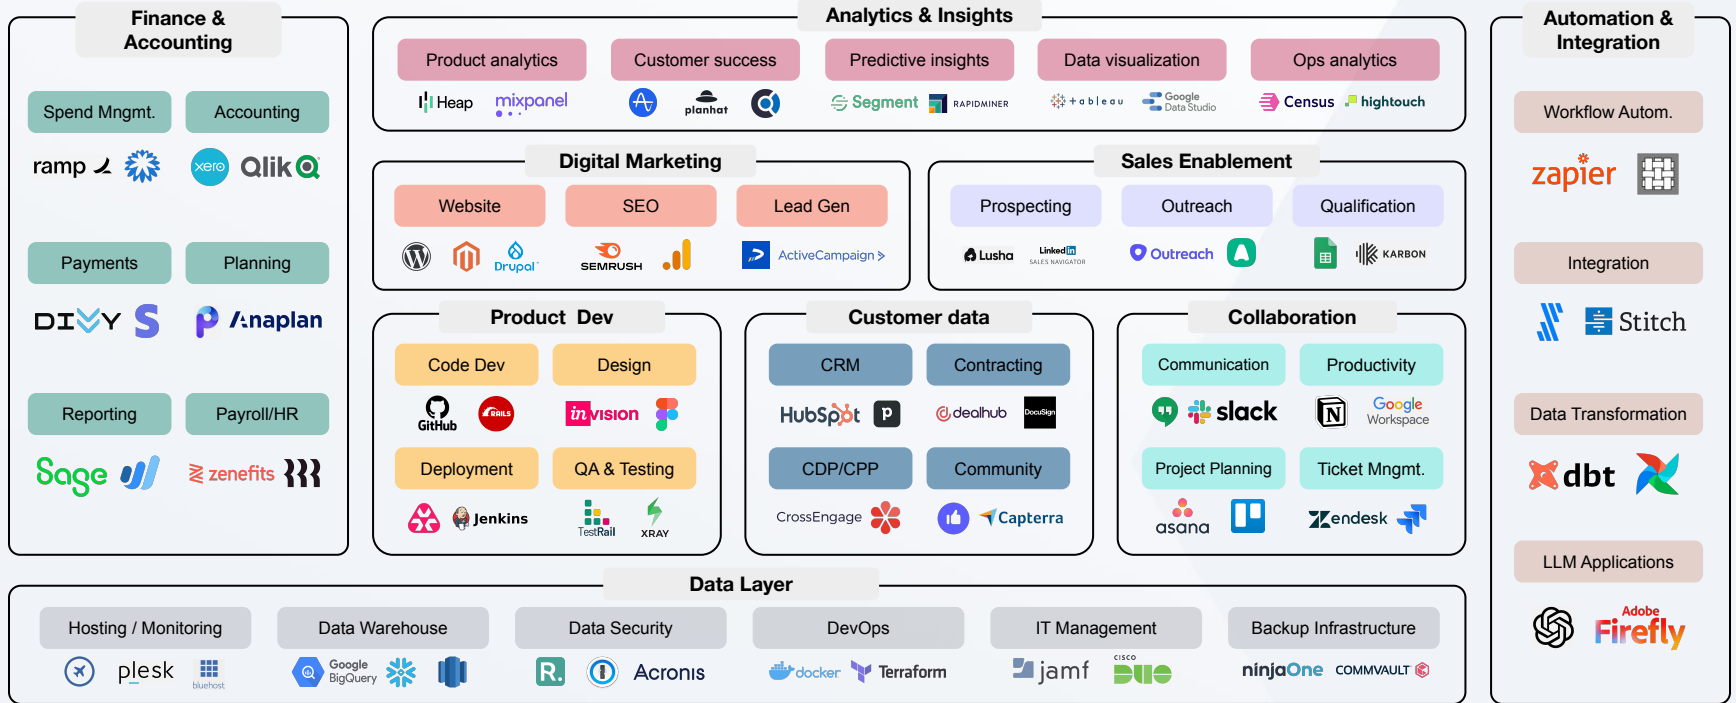 Finance &
Accounting
Spend Mngmt.
Accounting
ramp
xero
Qlik
Payments
Planning
DIVVY
S
Anaplan
Reporting
Payroll/HR
Sage
zenefits
Analytics & Insights
Product analytics
Customer success
Predictive insights
Data visualization
Ops analytics
Heap
mixpanel
planhat
Segment
RAPIDMINER
+ableau
Google
Data Studio
Census
hightouch
Digital Marketing
Website
SEO
Lead Gen
Drupal
SEMRUSH
ActiveCampaign >
Sales Enablement
Prospecting
Outreach
Qualification
Lusha
Linked in
SALES NAVIGATOR
Outreach
KARBON
Product Dev
Code Dev
Design
GitHub
RAILS
inVISION
Deployment
QA & Testing
Jenkins
TestRail
XRAY
Customer data
CRM
Contracting
HubSpot
P
dealhub
DocuSign
CDP/CPP
Community
CrossEngage
Capterra
Collaboration
Communication
Productivity
slack
N
Google
Workspace
Project Planning
Ticket Mngmt.
asana
Zendesk
Data Layer
Hosting / Monitoring
Data Warehouse
Data Security
DevOps
IT Management
Backup Infrastructure
plesk
bluehost
Google
BigQuery
R.
Acronis
docker
Terraform
jamf
CISCO
DUO
ninjaOne
COMMVAULT
Automation &
Integration
Workflow Autom.
zapier
Integration
Stitch
Data Transformation
dbt
LLM Applications
Adobe
Firefly